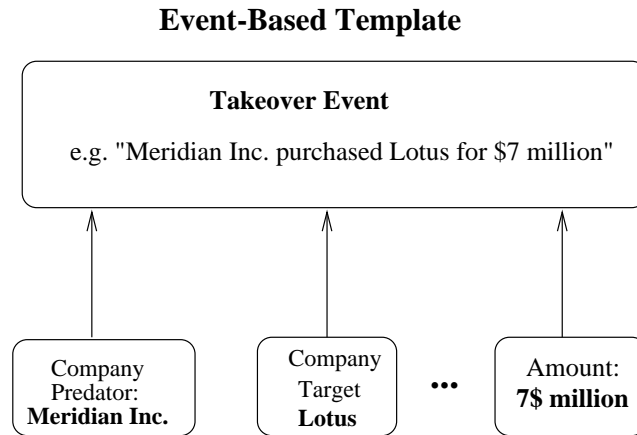 Event-Based Template
Takeover Event
e.g. "Meridian Inc. purchased Lotus for $7 million"
Company
Predator:
Meridian Inc.
Company
Target
Lotus
...
Amount:
7$ million